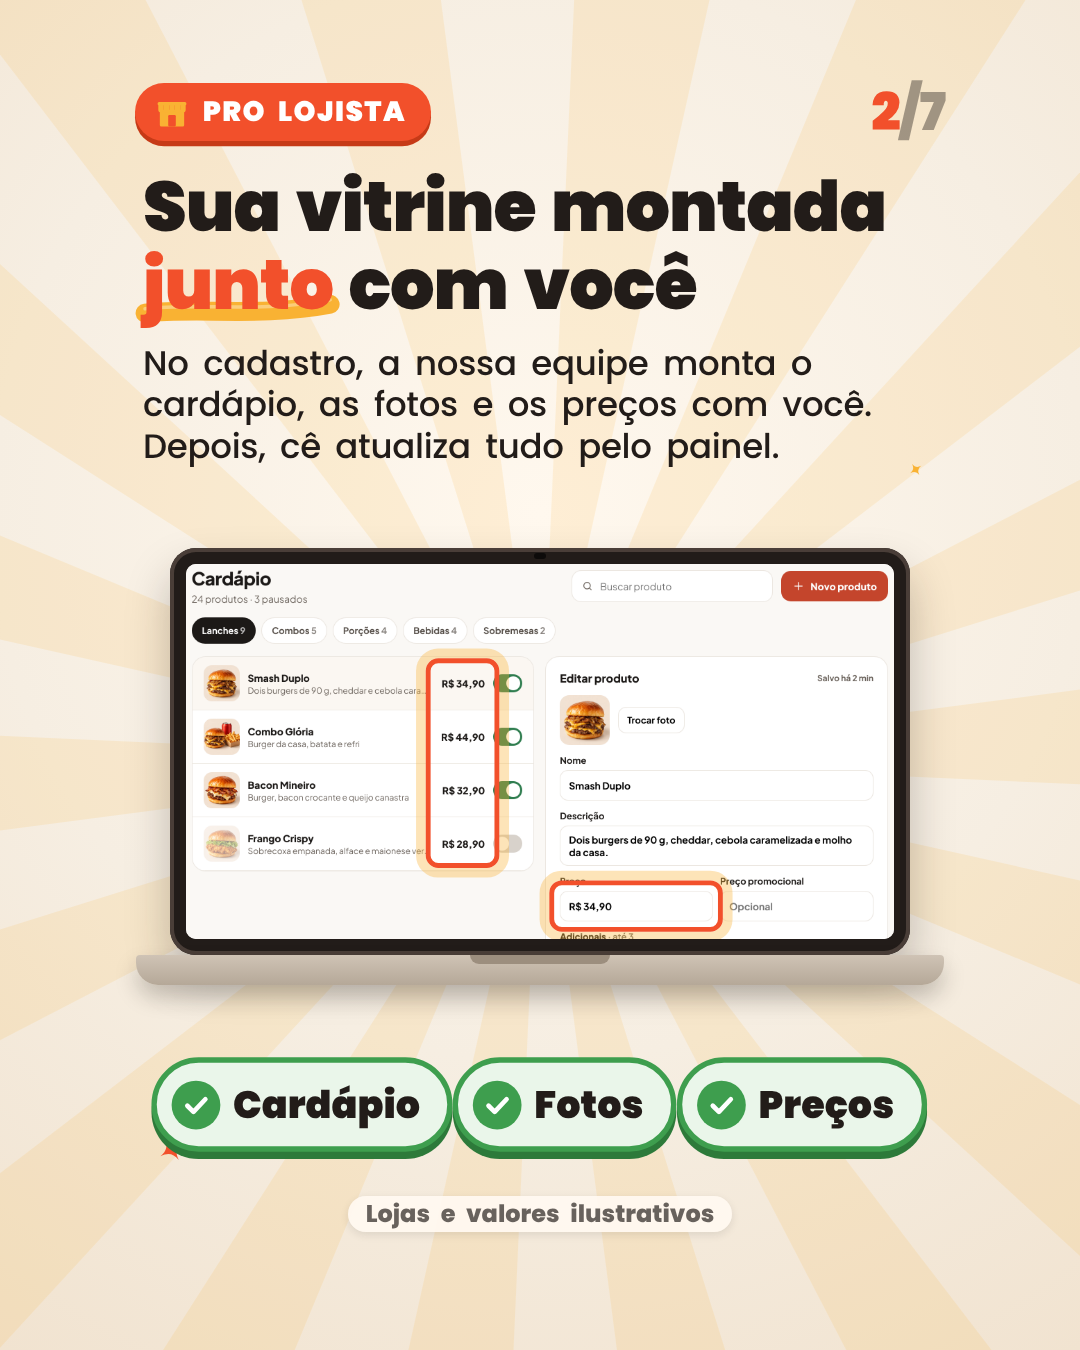 PRO LOJISTA
2/7
Sua vitrine montada
junto com você
No cadastro, a nossa equipe monta o
cardápio, as fotos e os preços com você.
Depois, cê atualiza tudo pelo painel.
Cardápio
24 produtos · 3 pausados
Buscar produto
+ Novo produto
Lanches 9
Combos 5
Porções 4
Bebidas 4
Sobremesas 2
Smash Duplo
Dois burgers de 90 g, cheddar e cebola cara...
R$ 34,90
Combo Glória
Burger da casa, batata e refri
R$ 44,90
Bacon Mineiro
Burger, bacon crocante e queijo canastra
R$ 32,90
Frango Crispy
Sobrecoxa empanada, alface e maionese ver
R$ 28,90
Editar produto
Salvo há 2 min
Trocar foto
Nome
Smash Duplo
Descrição
Dois burgers de 90 g, cheddar, cebola caramelizada e molho
da casa.
Preço
Preço promocional
R$ 34,90
Opcional
Adicionais · até 3
Cardápio
Fotos
Preços
Lojas e valores ilustrativos